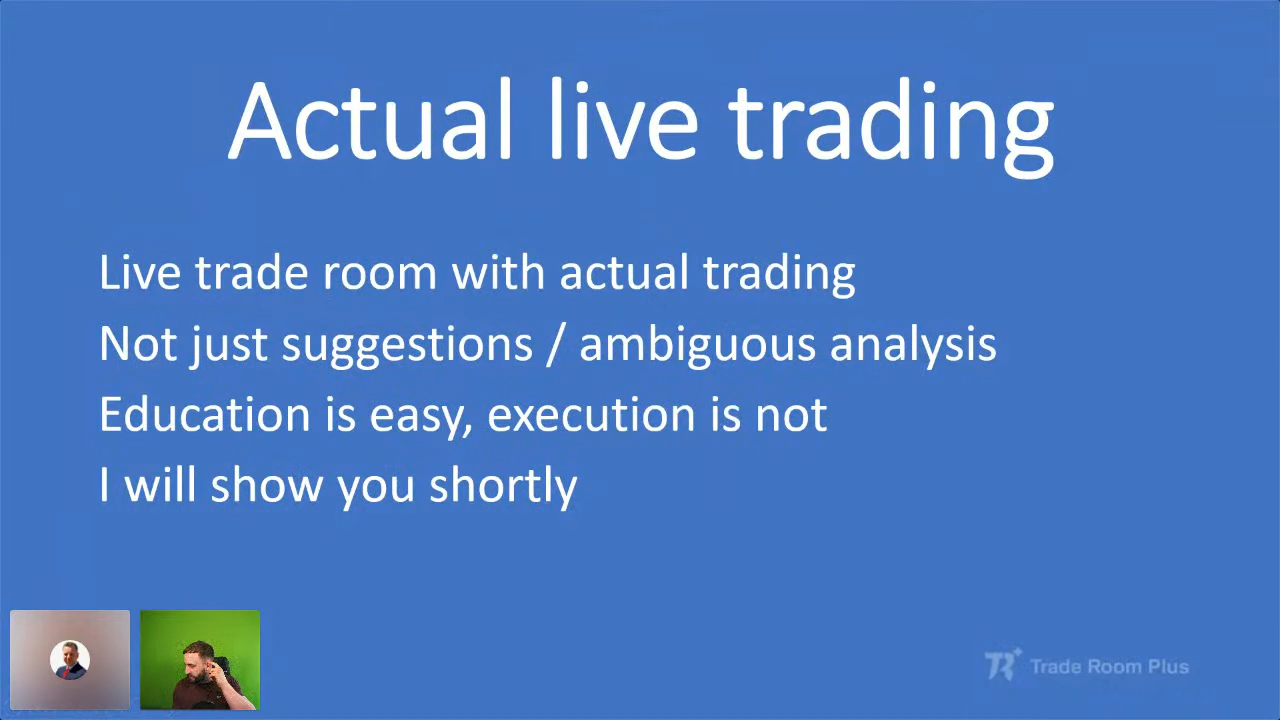 Actual live trading
Live trade room with actual trading
Not just suggestions / ambiguous analysis
Education is easy, execution is not
I will show you shortly
Trade Room Plus